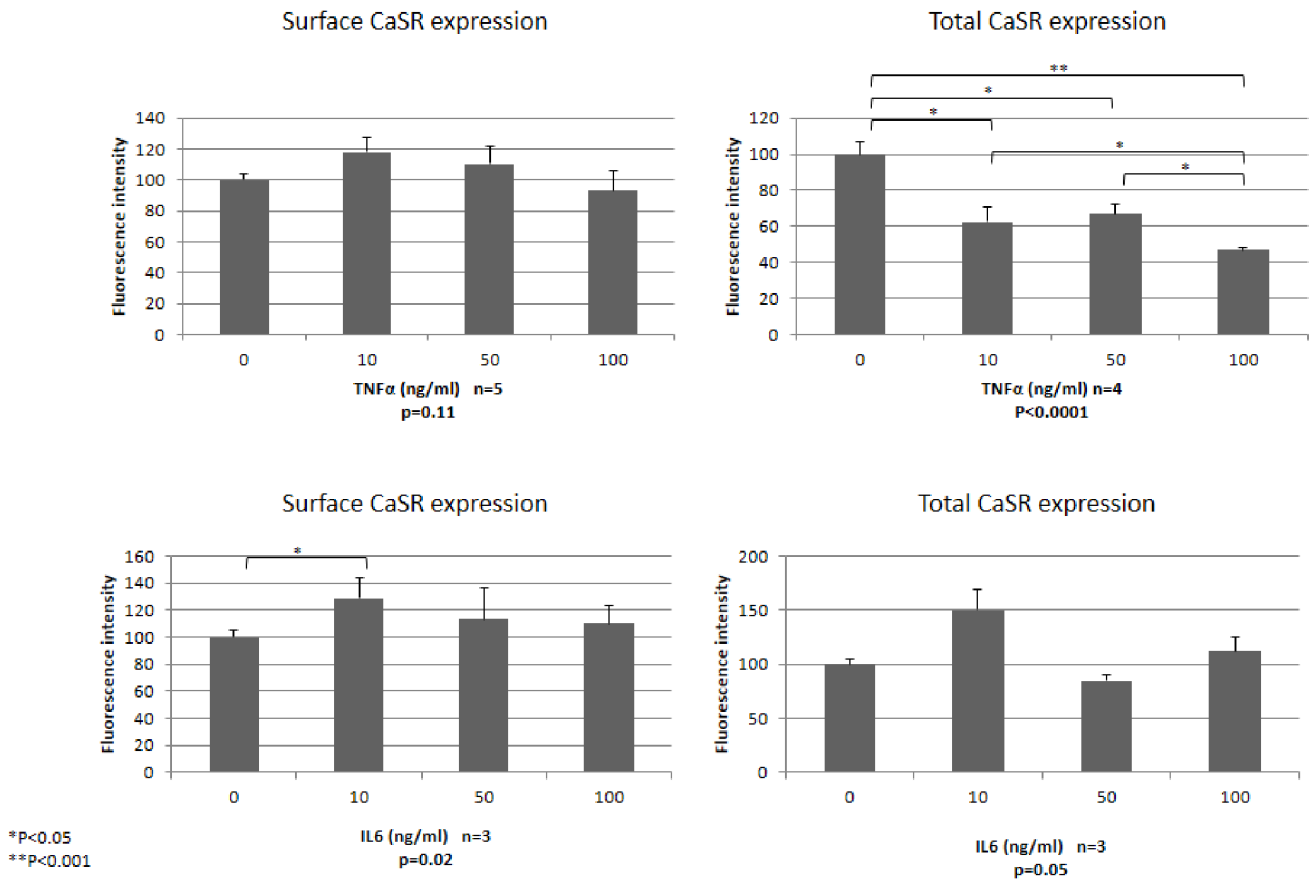 Surface CaSR expression
Fluorescence intensity
140
120
100
80
60
40
20
0
0 10 50 100
TNFα (ng/ml) n=5
p=0.11
Total CaSR expression
**
*
*
*
*
Fluorescence intensity
120
100
80
60
40
20
0
0 10 50 100
TNFα (ng/ml) n=4
P<0.0001
Surface CaSR expression
*
Fluorescence intensity
160
140
120
100
80
60
40
20
0
0 10 50 100
IL6 (ng/ml) n=3
p=0.02
Total CaSR expression
Fluorescence intensity
200
150
100
50
0
0 10 50 100
IL6 (ng/ml) n=3
p=0.05
*P<0.05
**P<0.001